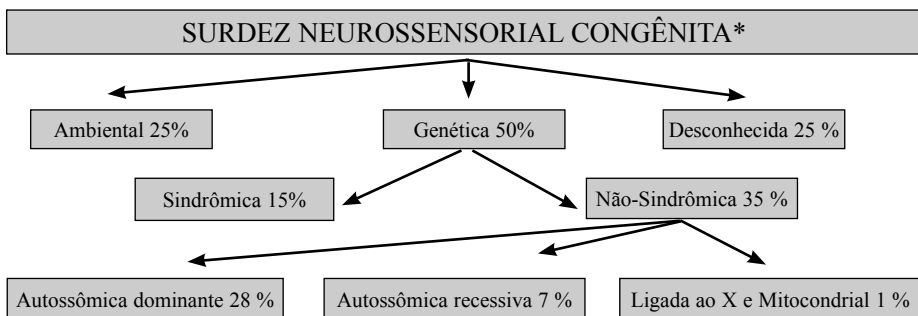 SURDEZ NEUROSSENSORIAL CONGÊNITA*
Ambiental 25%
Genética 50%
Desconhecida 25 %
Sindrômica 15%
Não-Sindrômica 35 %
Autossômica dominante 28 %
Autossômica recessiva 7 %
Ligada ao X e Mitocondrial 1 %